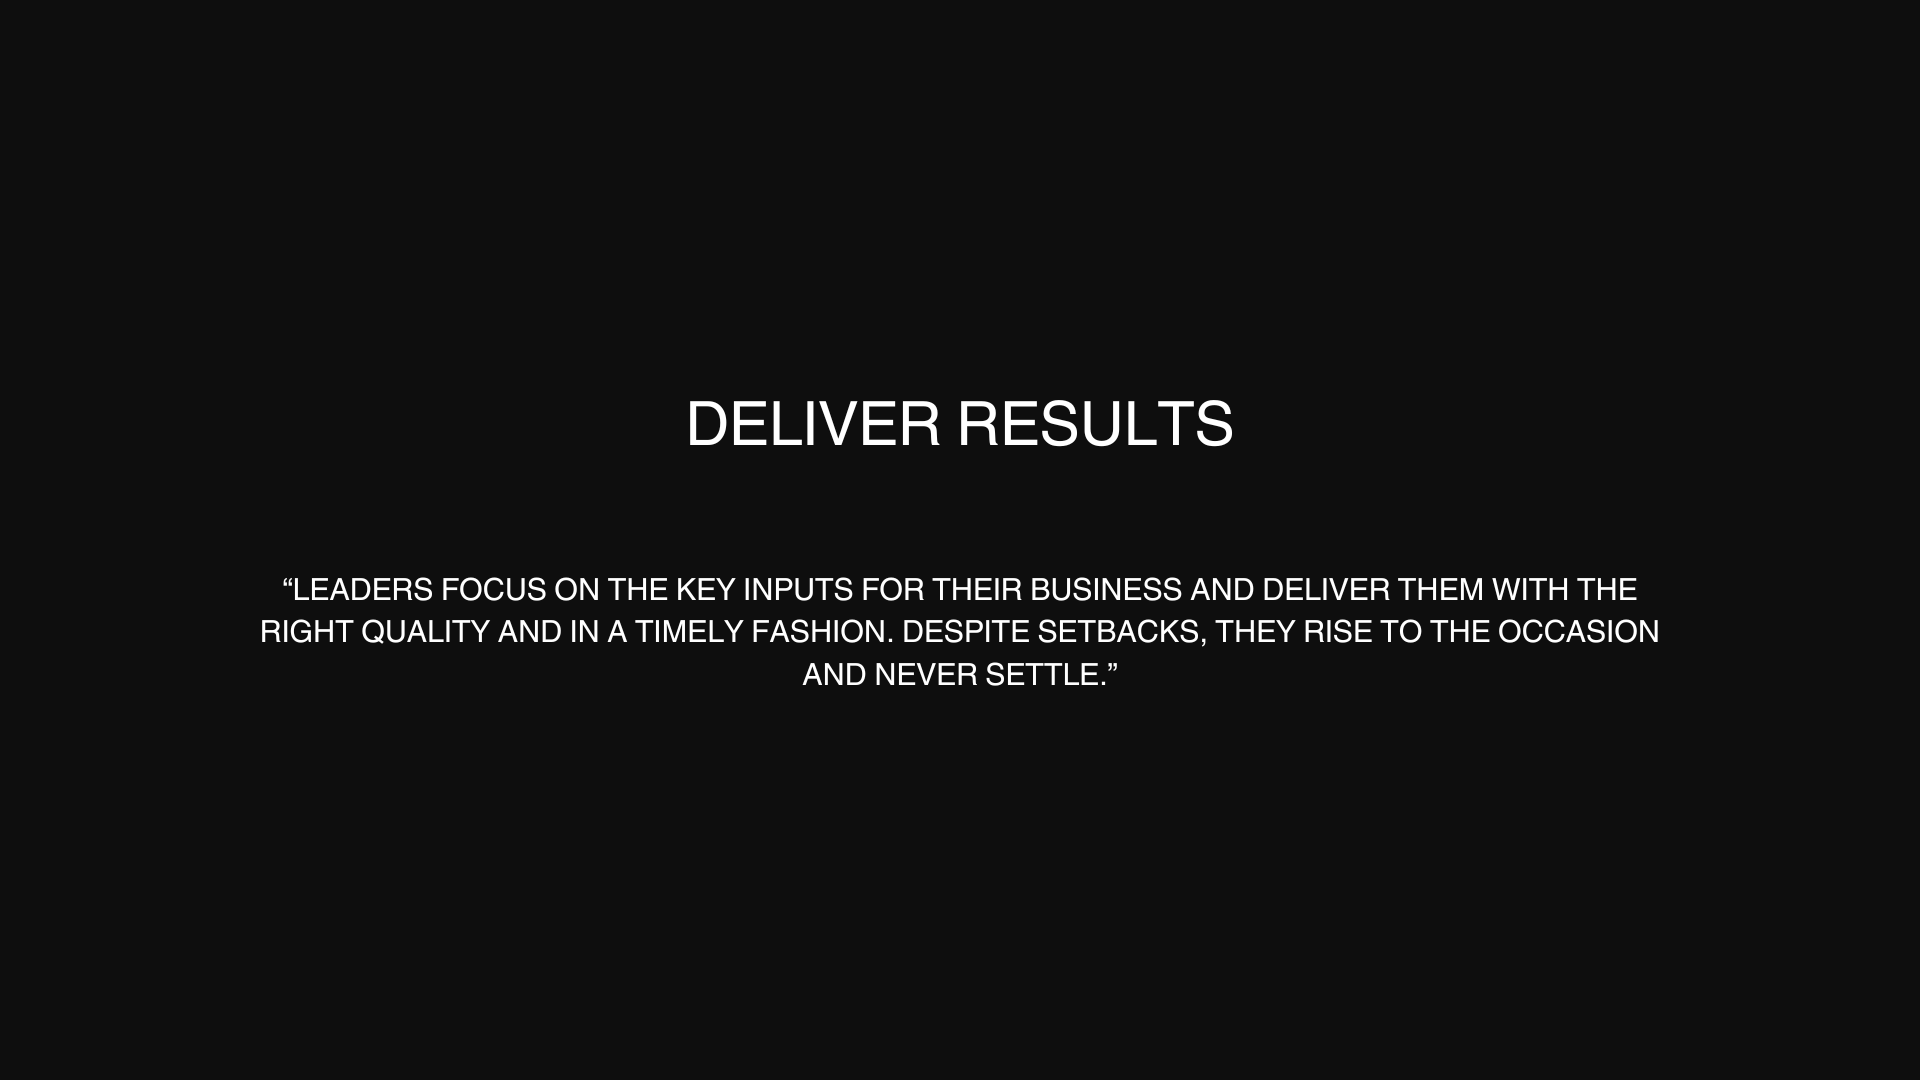 DELIVER RESULTS
“LEADERS FOCUS ON THE KEY INPUTS FOR THEIR BUSINESS AND DELIVER THEM WITH THE
RIGHT QUALITY AND IN A TIMELY FASHION. DESPITE SETBACKS, THEY RISE TO THE OCCASION
AND NEVER SETTLE.”